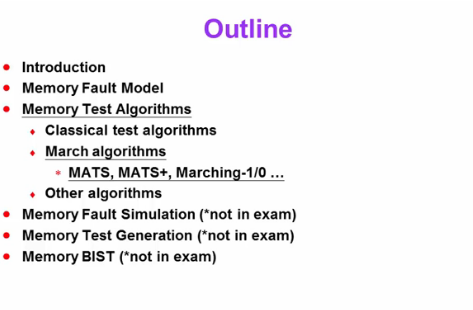 Outline
Introduction
Memory Fault Model
Memory Test Algorithms
Classical test algorithms
March algorithms
MATS, MATS+, Marching-1/0 …
Other algorithms
Memory Fault Simulation (*not in exam)
Memory Test Generation (*not in exam)
Memory BIST (*not in exam)